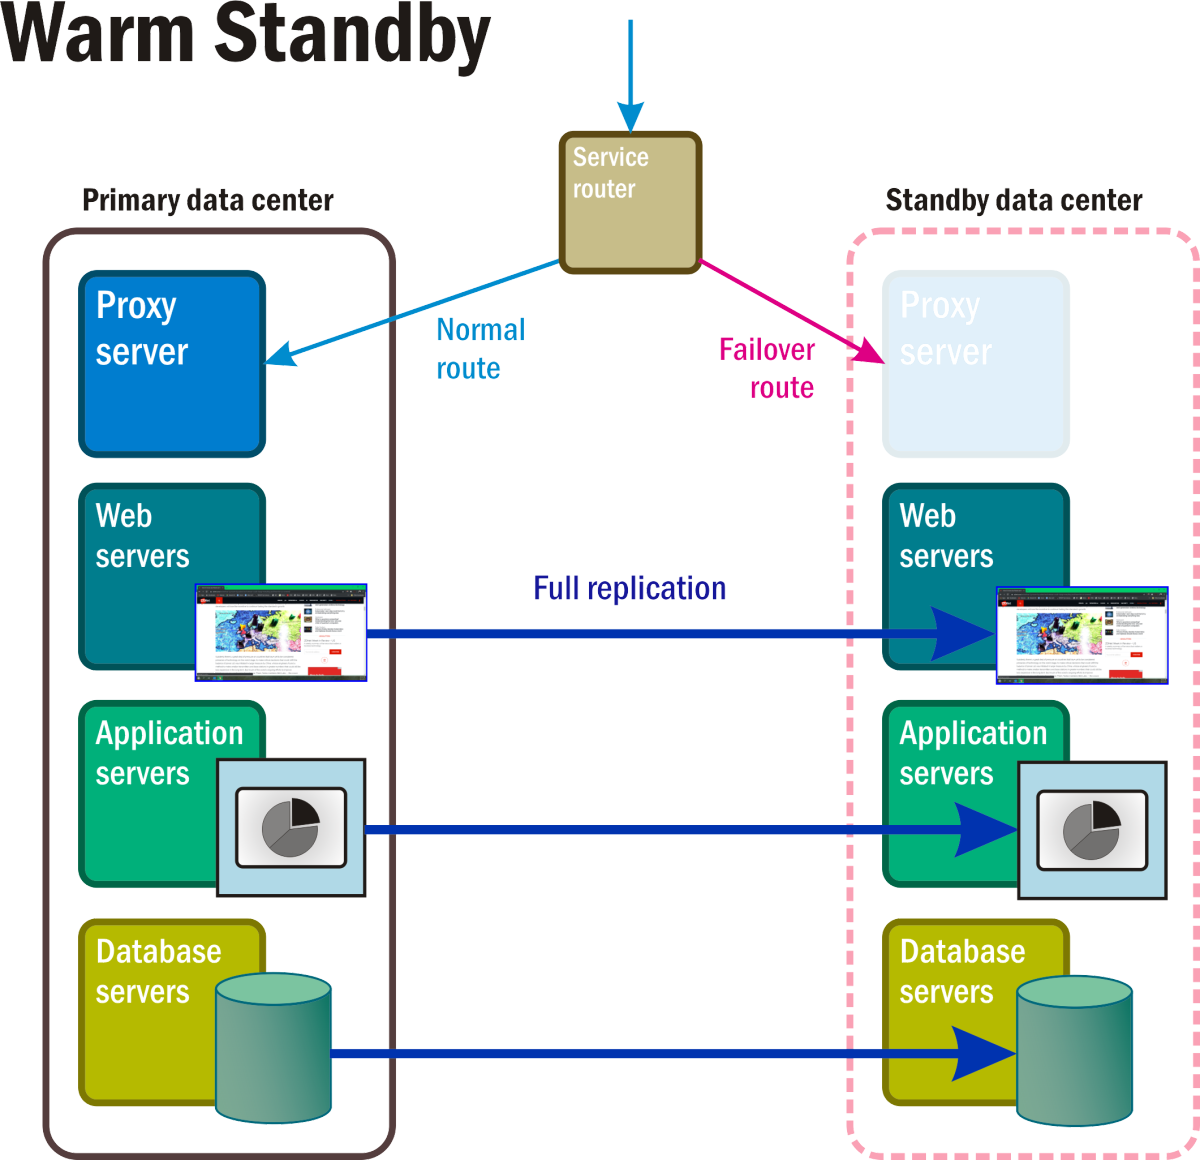 Warm Standby
Service
router
Primary data center
Standby data center
Proxy
server
Normal
route
Failover
route
Proxy
server
Web
servers
Full replication
Web
servers
Application
servers
Application
servers
Database
servers
Database
servers